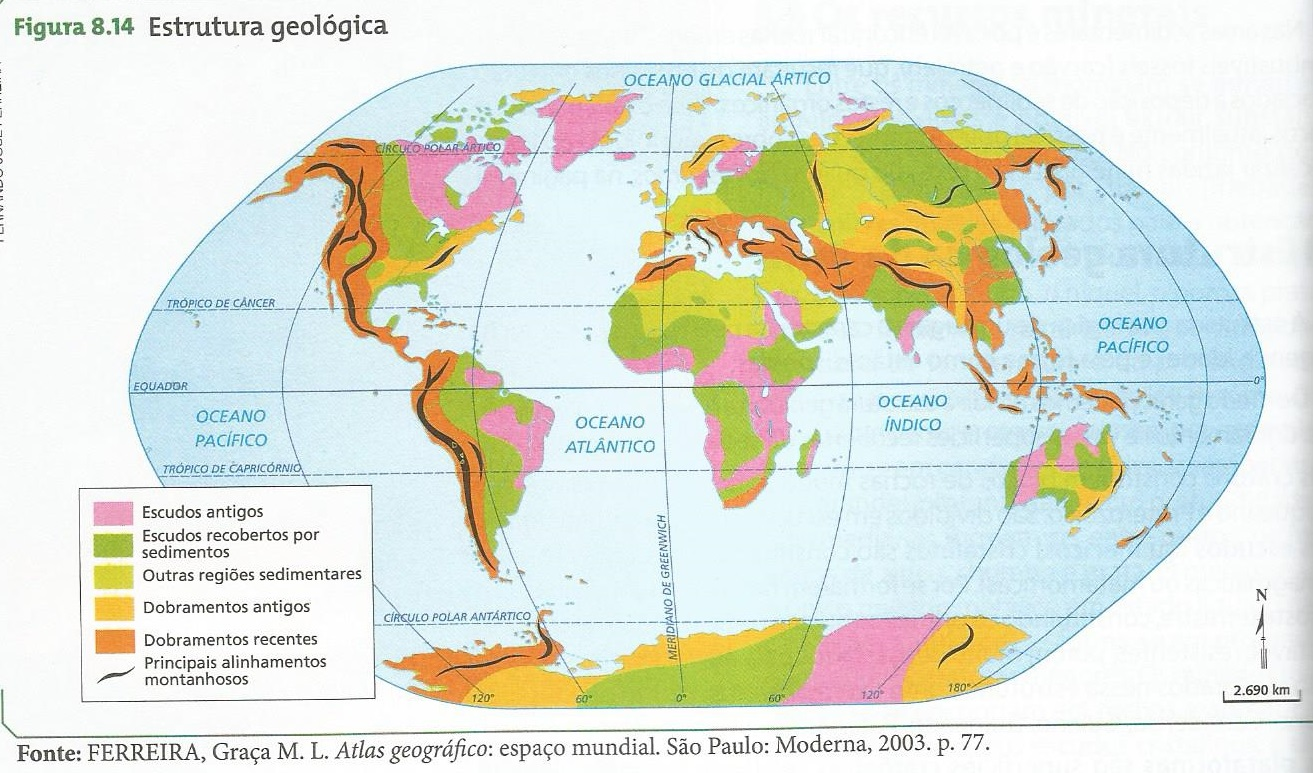 Figura 8.14 Estrutura geológica
OCEANO GLACIAL ÁRTICO
CÍRCULO POLAR ÁRTICO
TRÓPICO DE CÂNCER
OCEANO
PACÍFICO
EQUADOR
0°
OCEANO
PACÍFICO
OCEANO
ATLÂNTICO
OCEANO
ÍNDICO
TRÓPICO DE CAPRICÓRNIO
MERIDIANO DE GREENWICH
Escudos antigos
Escudos recobertos por
sedimentos
Outras regiões sedimentares
Dobramentos antigos
Dobramentos recentes
Principais alinhamentos
montanhosos
CÍRCULO POLAR ANTÁRTICO
N
120° 60° 0° 60° 120° 180°
2.690 km
Fonte: FERREIRA, Graça M. L. Atlas geográfico: espaço mundial. São Paulo: Moderna, 2003. p. 77.